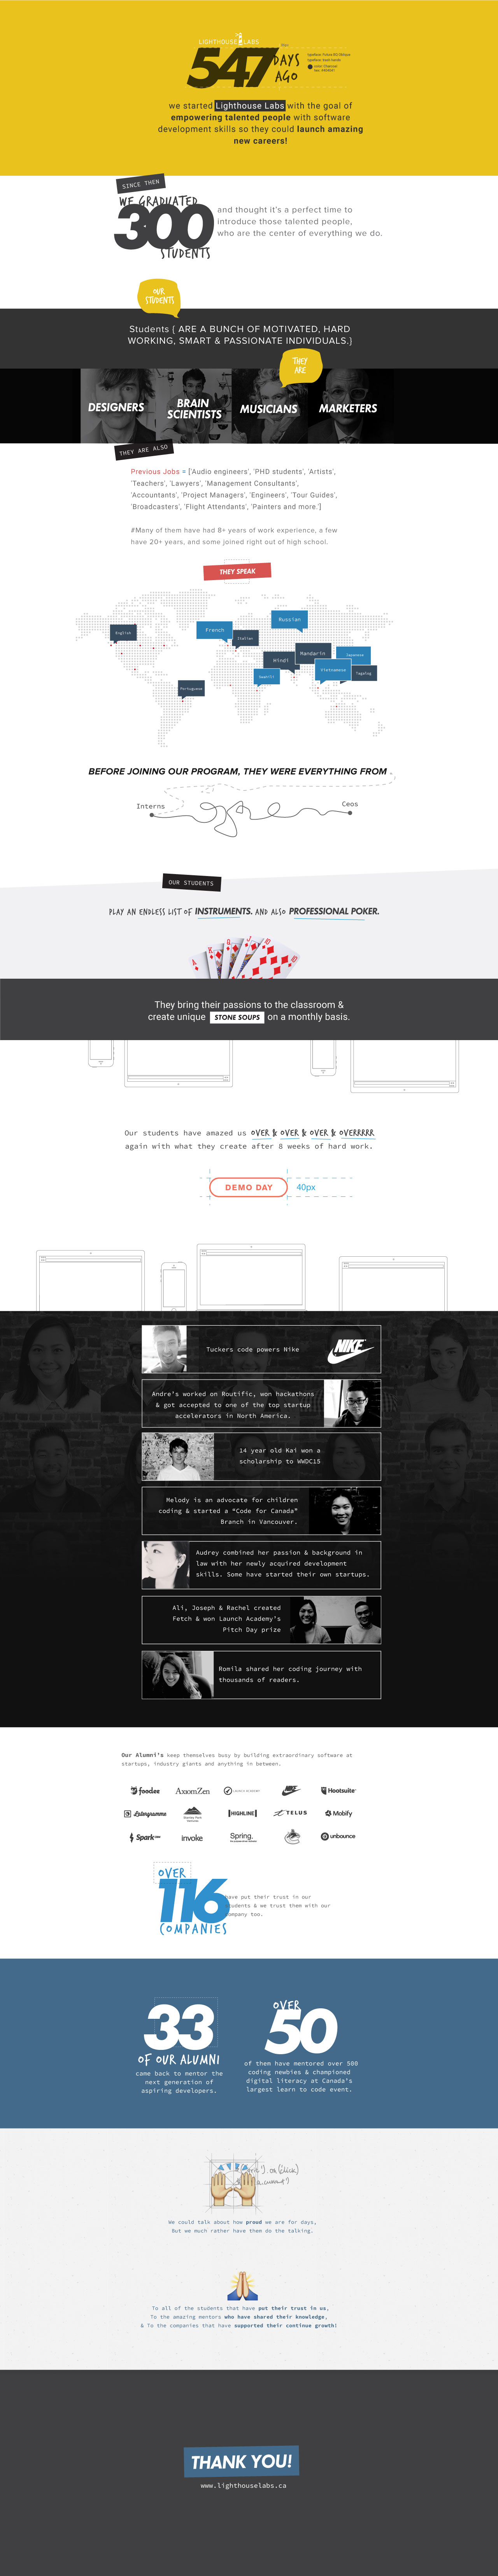 LIGHTHOUSE LABS
547 DAYS AGO
we started Lighthouse Labs with the goal of
empowering talented people with software
development skills so they could launch amazing
new careers!
SINCE THEN
WE GRADUATED
300
STUDENTS
and thought it's a perfect time to
introduce those talented people,
who are the center of everything we do.
OUR
STUDENTS
Students { ARE A BUNCH OF MOTIVATED, HARD
WORKING, SMART & PASSIONATE INDIVIDUALS.}
THEY
ARE
DESIGNERS
BRAIN
SCIENTISTS
MUSICIANS
MARKETERS
THEY ARE ALSO
Previous Jobs = ['Audio engineers', 'PHD students', 'Artists',
'Teachers', 'Lawyers', 'Management Consultants',
'Accountants', 'Project Managers', 'Engineers', 'Tour Guides',
'Broadcasters', 'Flight Attendants', 'Painters and more.']
#Many of them have had 8+ years of work experience, a few
have 20+ years, and some joined right out of high school.
THEY SPEAK
Russian
English
French
Italian
Mandarin
Japanese
Hindi
Vietnamese
Tagalog
Swahili
Portuguese
BEFORE JOINING OUR PROGRAM, THEY WERE EVERYTHING FROM
Interns
Ceos
OUR STUDENTS
PLAY AN ENDLESS LIST OF INSTRUMENTS. AND ALSO PROFESSIONAL POKER.
They bring their passions to the classroom &
create unique STONE SOUPS on a monthly basis.
Our students have amazed us OVER & OVER & OVER & OVERRRRR
again with what they create after 8 weeks of hard work.
DEMO DAY
40px
Tuckers code powers Nike
NIKE
Andre's worked on Routific, won hackathons
& got accepted to one of the top startup
accelerators in North America.
14 year old Kai won a
scholarship to WWDC15
Melody is an advocate for children
coding & started a "Code for Canada"
Branch in Vancouver.
Audrey combined her passion & background in
law with her newly acquired development
skills. Some have started their own startups.
Ali, Joseph & Rachel created
Fetch & won Launch Academy's
Pitch Day prize
Romila shared her coding journey with
thousands of readers.
Our Alumni's keep themselves busy by building extraordinary software at
startups, industry giants and anything in between.
foodee
AxiomZen
NIKE
Hootsuite
HIGHLINE
TELUS
Mobify
Spark
invoke
Spring.
unbounce
OVER
116
COMPANIES
have put their trust in our
students & we trust them with our
company too.
33
OF OUR ALUMNI
came back to mentor the
next generation of
aspiring developers.
OVER
50
of them have mentored over 500
coding newbies & championed
digital literacy at Canada's
largest learn to code event.
We could talk about how proud we are for days,
But we much rather have them do the talking.
To all of the students that have put their trust in us,
To the amazing mentors who have shared their knowledge,
& To the companies that have supported their continue growth!
THANK YOU!
www.lighthouselabs.ca